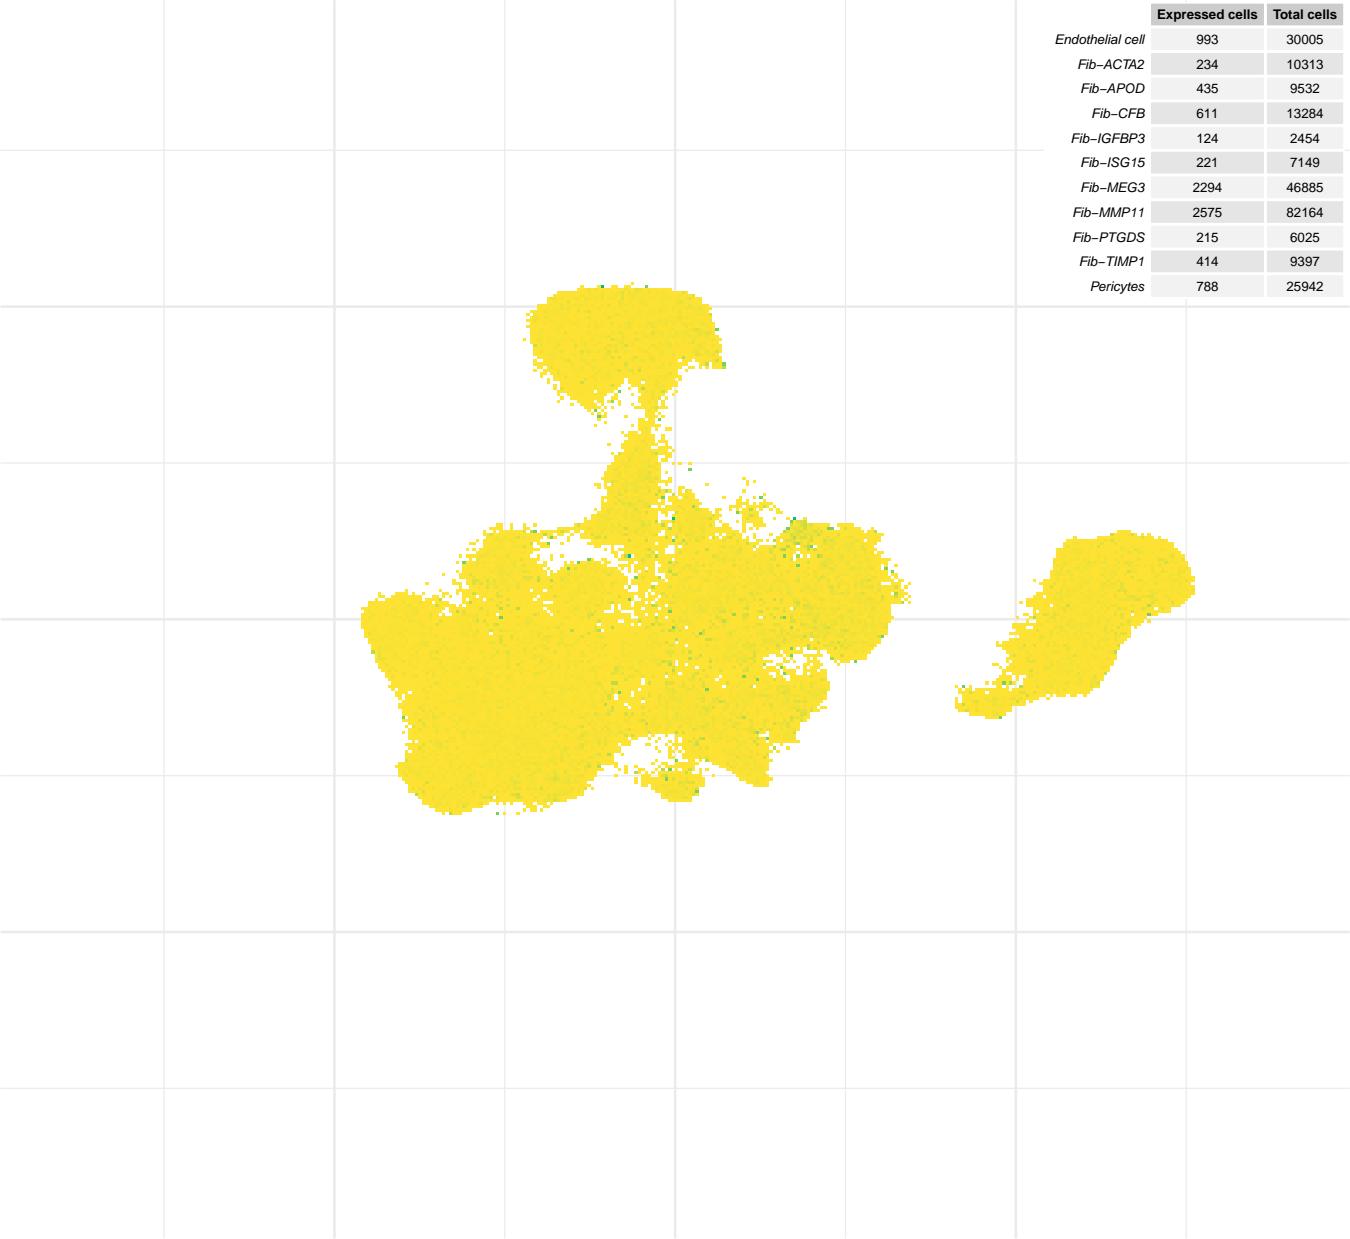 Expressed cells Total cells
Endothelial cell 993 30005
Fib−ACTA2 234 10313
Fib−APOD 435 9532
Fib−CFB 611 13284
Fib−IGFBP3 124 2454
Fib−ISG15 221 7149
Fib−MEG3 2294 46885
Fib−MMP11 2575 82164
Fib−PTGDS 215 6025
Fib−TIMP1 414 9397
Pericytes 788 25942